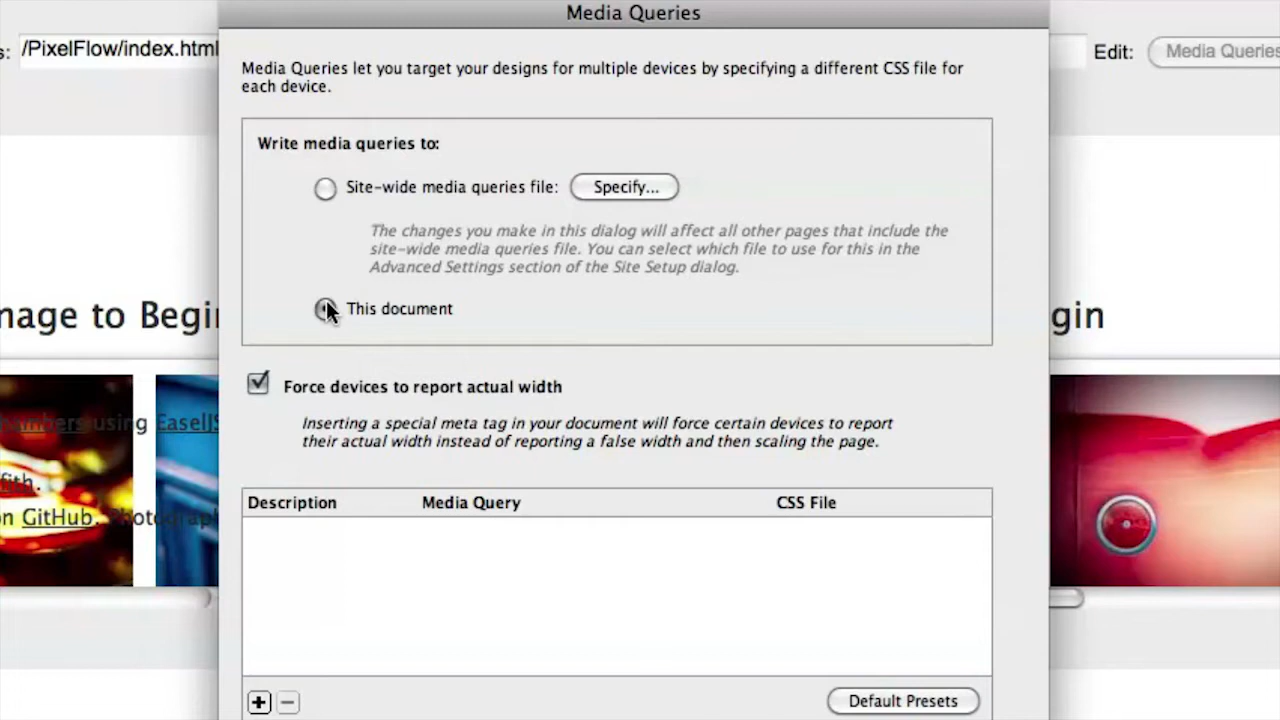 Media Queries
/PixelFlow/index.html
Edit:
Media Queries
Media Queries let you target your designs for multiple devices by specifying a different CSS file for
each device.
Write media queries to:
Site-wide media queries file:
Specify...
The changes you make in this dialog will affect all other pages that include the
site-wide media queries file. You can select which file to use for this in the
Advanced Settings section of the Site Setup dialog.
This document
mage to Begin
gin
Force devices to report actual width
Inserting a special meta tag in your document will force certain devices to report
their actual width instead of reporting a false width and then scaling the page.
hambers using EaselJS
fith.
on GitHub. Photograph
Description
Media Query
CSS File
Default Presets